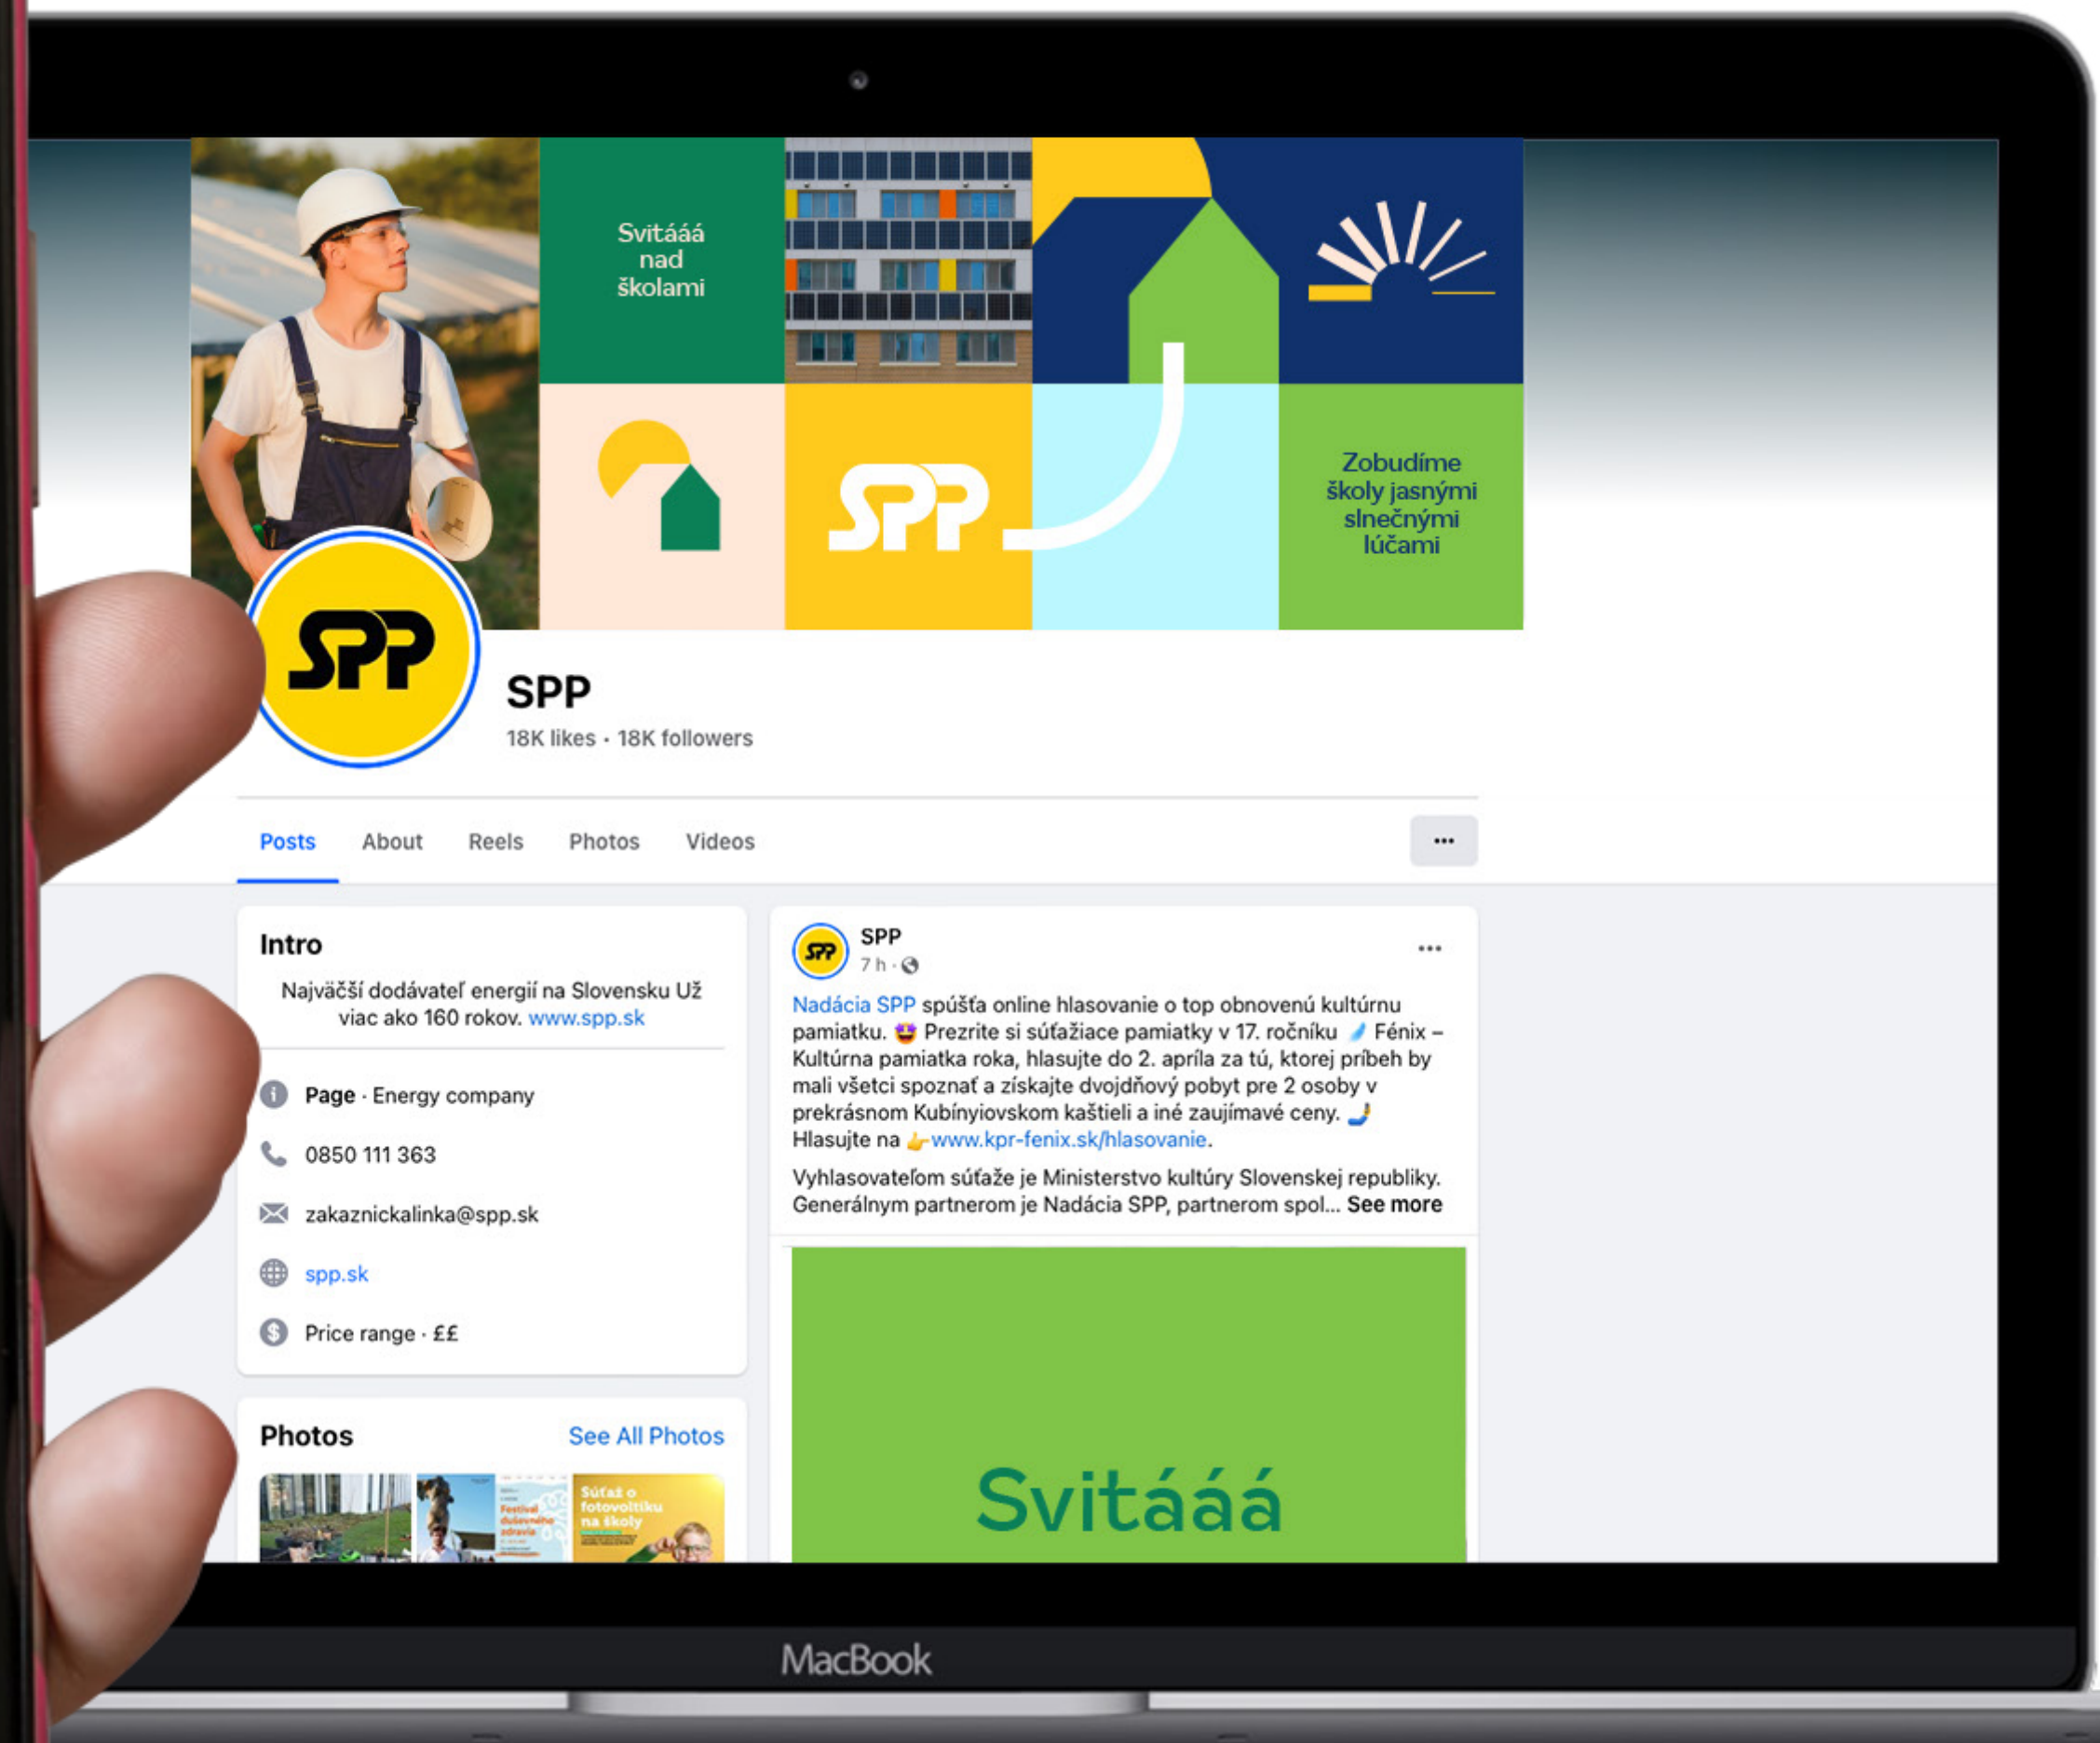 Svitááá
nad
školami
SPP
Zobudíme
školy jasnými
slnečnými
lúčami
SPP
SPP
18K likes · 18K followers
Posts
About
Reels
Photos
Videos
Intro
Najväčší dodávateľ energií na Slovensku Už
viac ako 160 rokov. www.spp.sk
Page · Energy company
0850 111 363
zakaznickalinka@spp.sk
spp.sk
Price range · ££
Photos
See All Photos
Festival
duševného
zdravia
Súťaž o
fotovoltiku
na školy
SPP
SPP
7 h
Nadácia SPP spúšťa online hlasovanie o top obnovenú kultúrnu
pamiatku. 🤩 Prezrite si súťažiace pamiatky v 17. ročníku Fénix –
Kultúrna pamiatka roka, hlasujte do 2. apríla za tú, ktorej príbeh by
mali všetci spoznať a získajte dvojdňový pobyt pre 2 osoby v
prekrásnom Kubínyiovskom kaštieli a iné zaujímavé ceny. 🤳
Hlasujte na 👉www.kpr-fenix.sk/hlasovanie.
Vyhlasovateľom súťaže je Ministerstvo kultúry Slovenskej republiky.
Generálnym partnerom je Nadácia SPP, partnerom spol... See more
Svitááá
MacBook